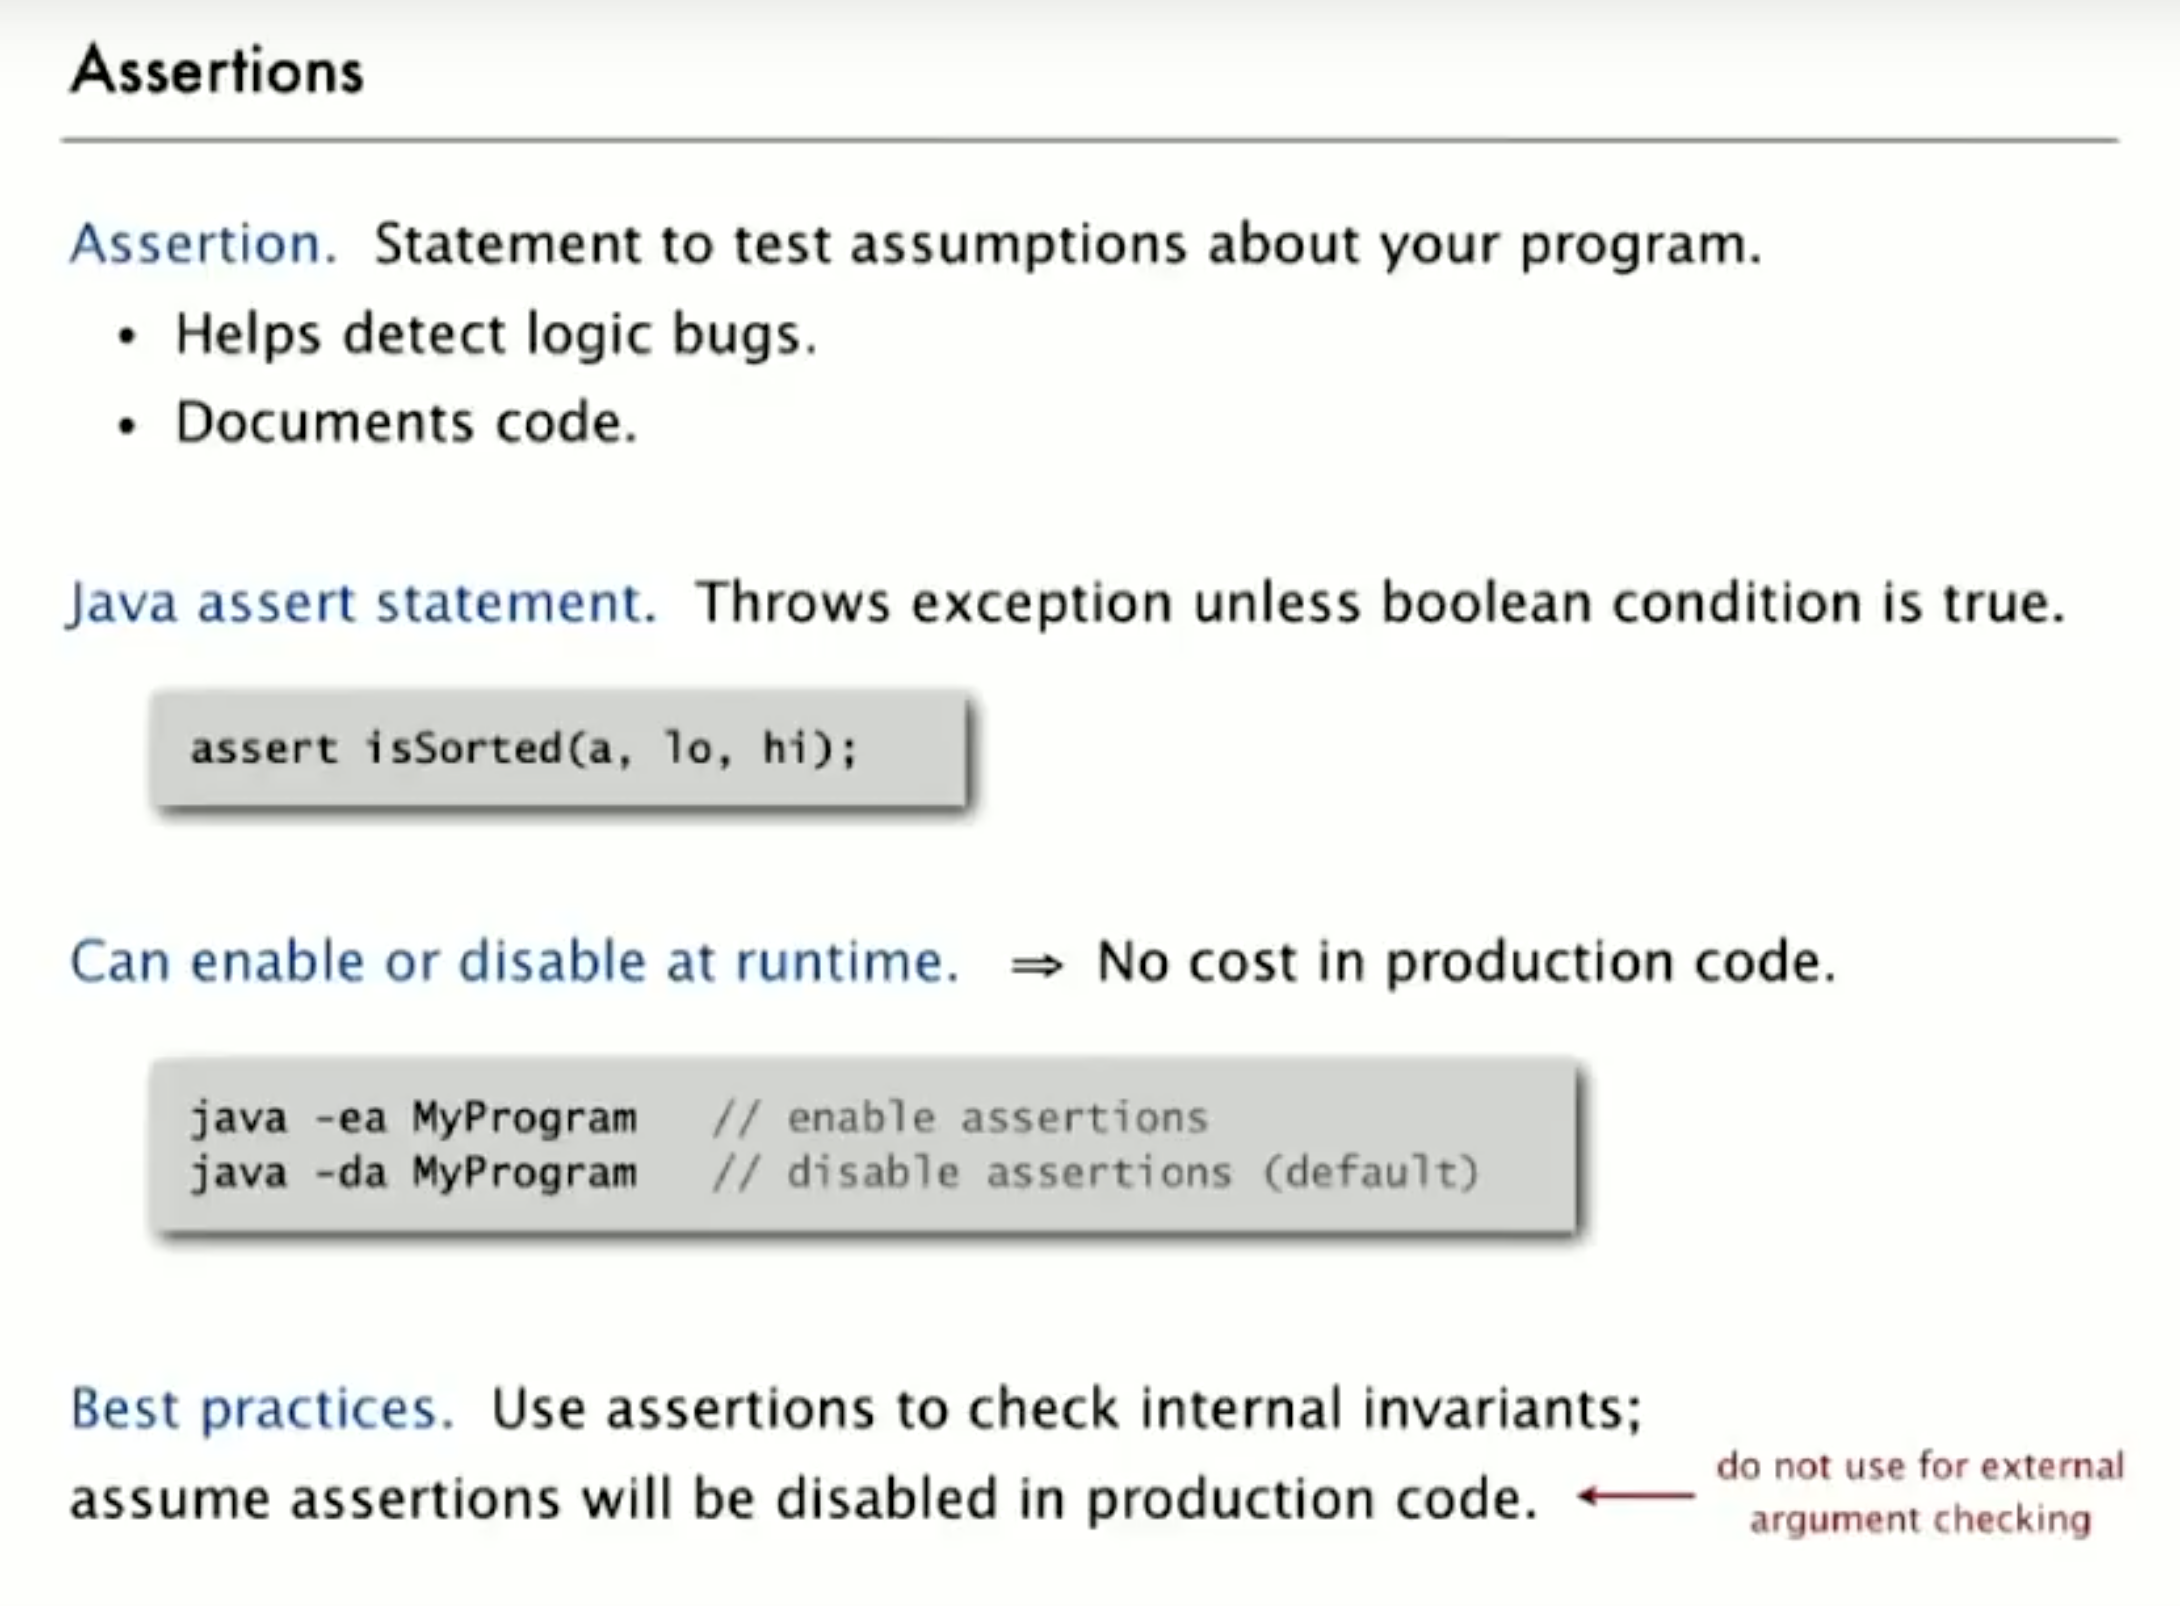 Assertions
Assertion. Statement to test assumptions about your program.
• Helps detect logic bugs.
• Documents code.
Java assert statement. Throws exception unless boolean condition is true.
assert isSorted(a, lo, hi);
Can enable or disable at runtime. ⇒ No cost in production code.
java -ea MyProgram // enable assertions
java -da MyProgram // disable assertions (default)
Best practices. Use assertions to check internal invariants;
assume assertions will be disabled in production code.
do not use for external
argument checking